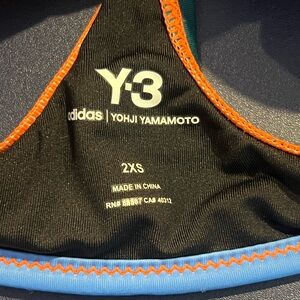 Y-3
adidas | YOHJI YAMAMOTO
2XS
MADE IN CHINA
RN# CA# 40312